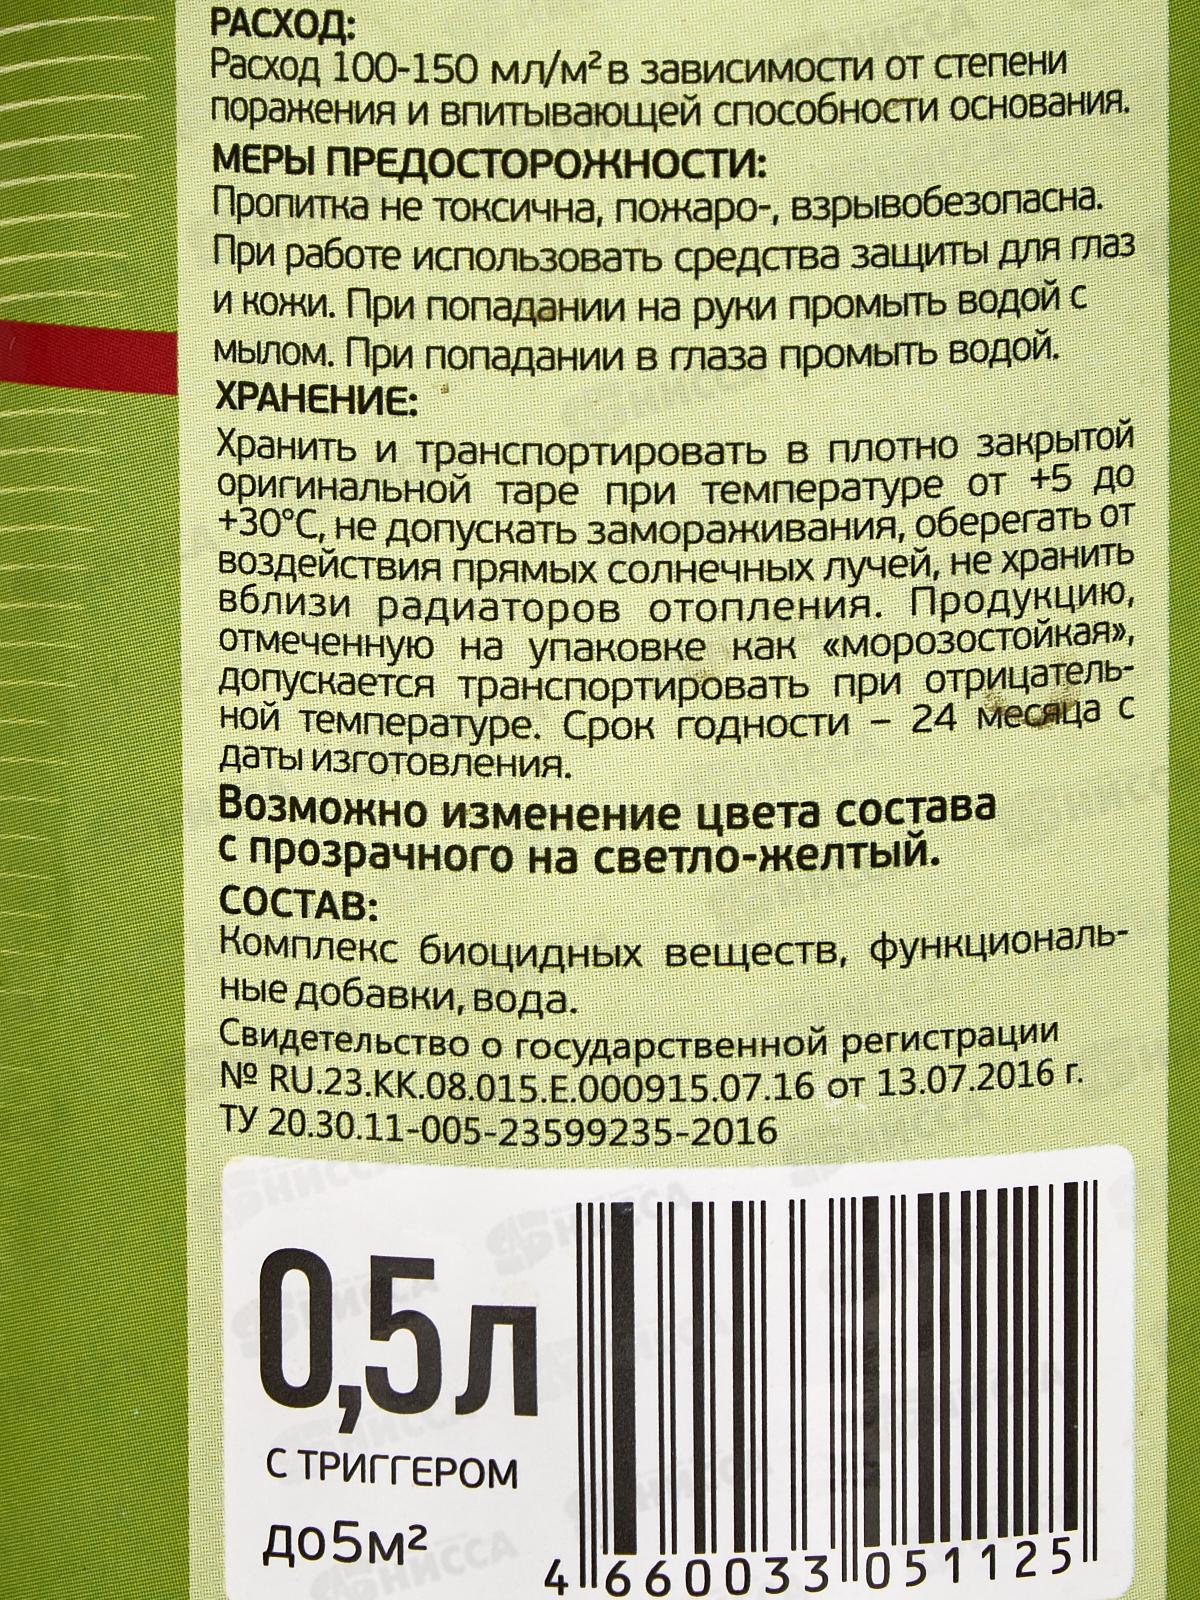 РАСХОД:
Расход 100-150 мл/м² в зависимости от степени
поражения и впитывающей способности основания.
МЕРЫ ПРЕДОСТОРОЖНОСТИ:
Пропитка не токсична, пожаро-, взрывобезопасна.
При работе использовать средства защиты для глаз
и кожи. При попадании на руки промыть водой с
мылом. При попадании в глаза промыть водой.
ХРАНЕНИЕ:
Хранить и транспортировать в плотно закрытой
оригинальной таре при температуре от +5 до
+30°С, не допускать замораживания, оберегать от
воздействия прямых солнечных лучей, не хранить
вблизи радиаторов отопления. Продукцию,
отмеченную на упаковке как «морозостойкая»,
допускается транспортировать при отрицатель-
ной температуре. Срок годности – 24 месяца с
даты изготовления.
Возможно изменение цвета состава
с прозрачного на светло-желтый.
СОСТАВ:
Комплекс биоцидных веществ, функциональ-
ные добавки, вода.
Свидетельство о государственной регистрации
№ RU.23.КК.08.015.Е.000915.07.16 от 13.07.2016 г.
ТУ 20.30.11-005-23599235-2016
0,5л
С ТРИГГЕРОМ
до 5м²
4 660033 051125